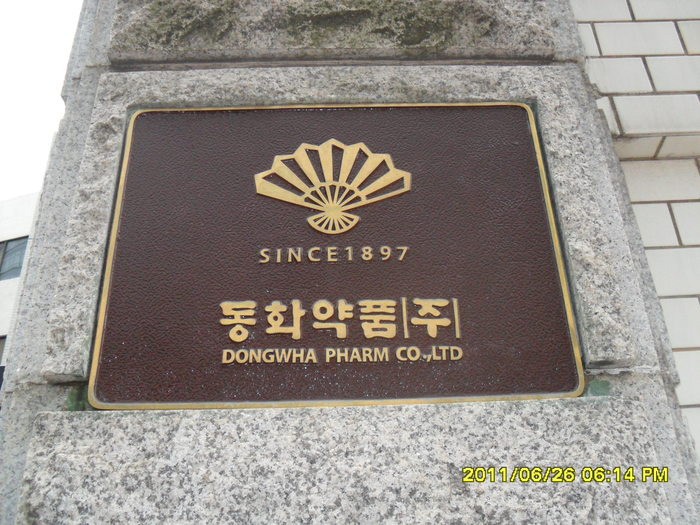 SINCE1897
동화약품|주|
DONGWHA PHARM CO.,LTD
2011/06/26 06:14 PM